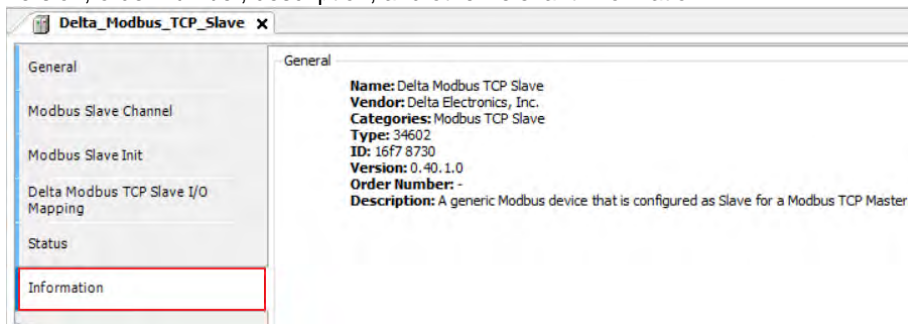 Delta_Modbus_TCP_Slave X
General
Modbus Slave Channel
Modbus Slave Init
Delta Modbus TCP Slave I/O
Mapping
Status
Information
General
Name: Delta Modbus TCP Slave
Vendor: Delta Electronics, Inc.
Categories: Modbus TCP Slave
Type: 34602
ID: 16f7 8730
Version: 0.40.1.0
Order Number: -
Description: A generic Modbus device that is configured as Slave for a Modbus TCP Master